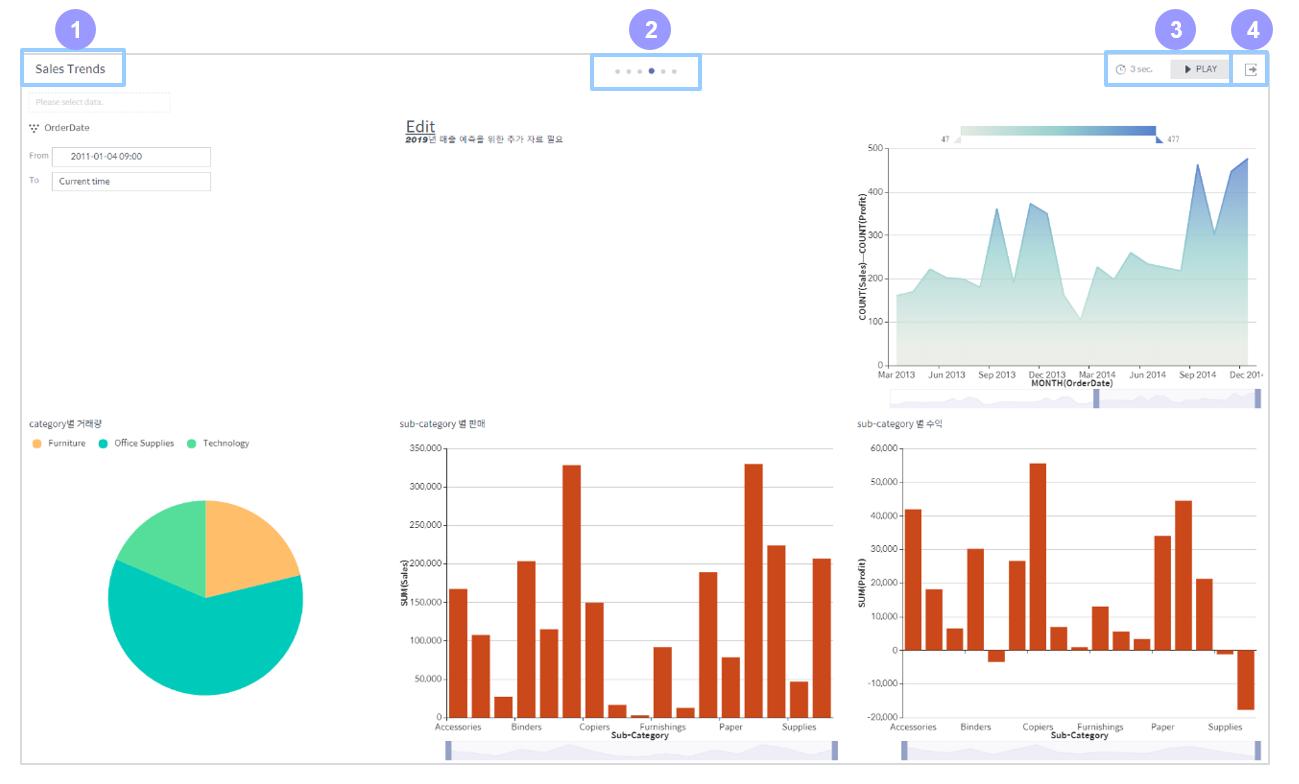 1
2
3
4
Sales Trends
3 sec.
PLAY
Please select data.
OrderDate
From
2011-01-04 09:00
To
Current time
Edit
2019년 매출 예측을 위한 추가 자료 필요
47
477
COUNT(Sales)—COUNT(Profit)
500
400
300
200
100
0
Mar 2013 Jun 2013 Sep 2013 Dec 2013 Mar 2014 Jun 2014 Sep 2014 Dec 201
MONTH(OrderDate)
category별 거래량
Furniture Office Supplies Technology
sub-category 별 판매
SUM(Sales)
350,000
300,000
250,000
200,000
150,000
100,000
50,000
0
Accessories Binders Copiers Furnishings Paper Supplies
Sub-Category
sub-category 별 수익
SUM(Profit)
60,000
50,000
40,000
30,000
20,000
10,000
0
-10,000
-20,000
Accessories Binders Copiers Furnishings Paper Supplies
Sub-Category